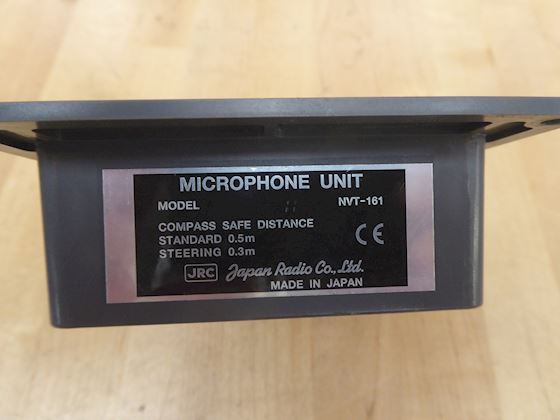 MICROPHONE UNIT
MODEL NVT-161
COMPASS SAFE DISTANCE
STANDARD 0.5m
STEERING 0.3m
CE
JRC Japan Radio Co., Ltd.
MADE IN JAPAN